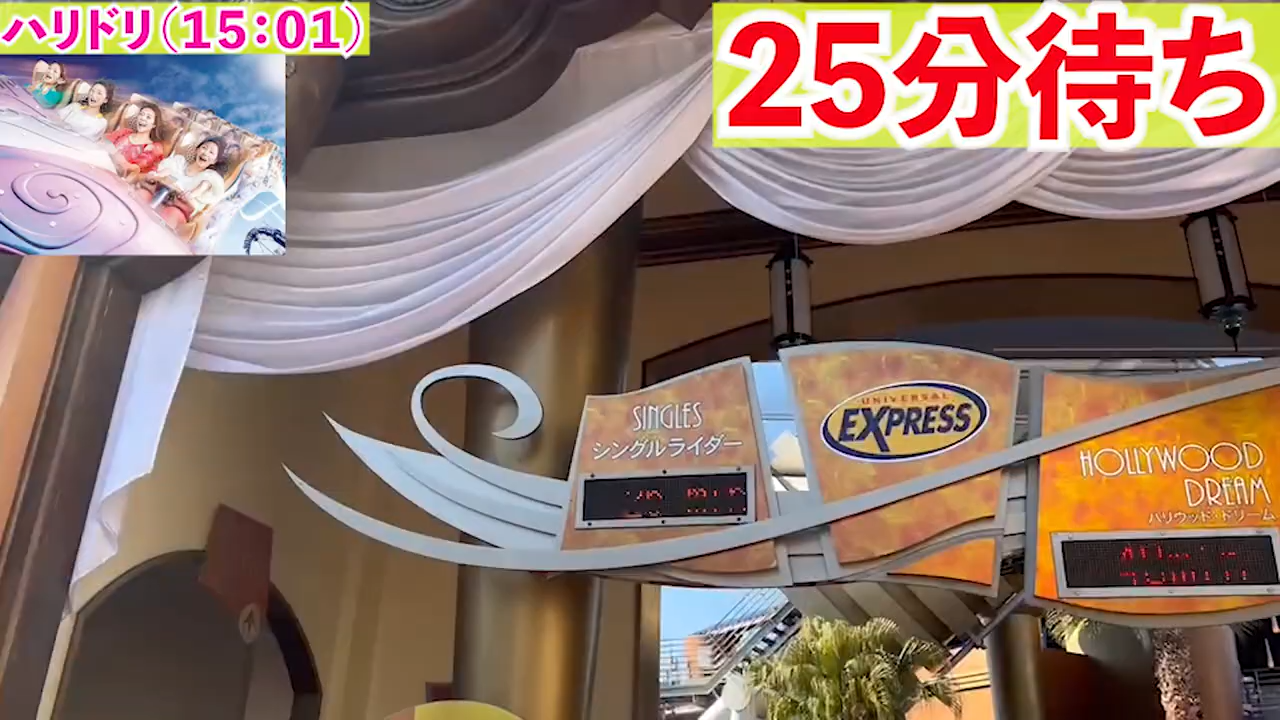 ハリドリ(15:01)
25分待ち
SINGLES
シングルライダー
UNIVERSAL
EXPRESS
HOLLYWOOD
DREAM
ハリウッド・ドリーム